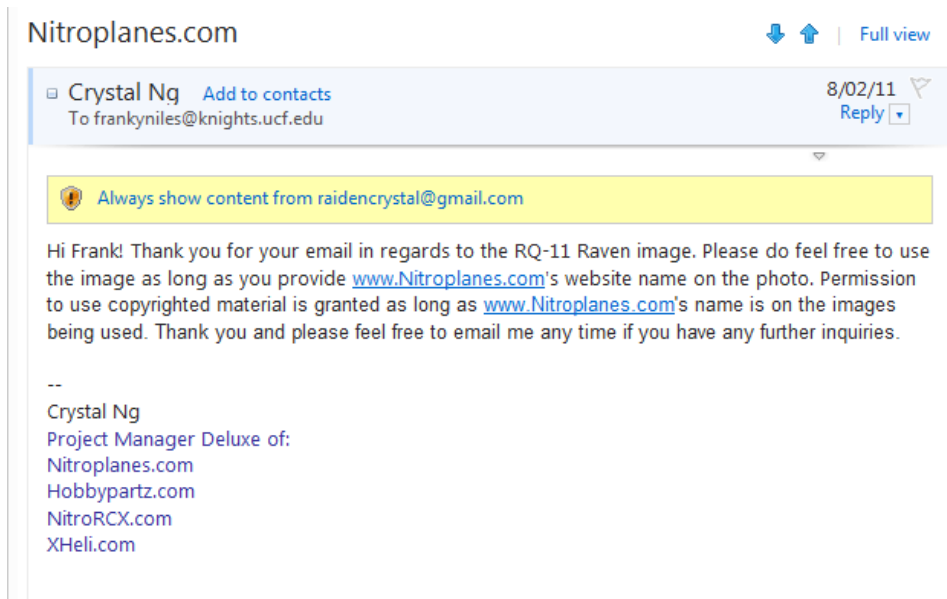 Nitroplanes.com
Full view
Crystal Ng Add to contacts
8/02/11
To frankyniles@knights.ucf.edu
Reply
Always show content from raidencrystal@gmail.com
Hi Frank! Thank you for your email in regards to the RQ-11 Raven image. Please do feel free to use
the image as long as you provide www.Nitroplanes.com's website name on the photo. Permission
to use copyrighted material is granted as long as www.Nitroplanes.com's name is on the images
being used. Thank you and please feel free to email me any time if you have any further inquiries.
--
Crystal Ng
Project Manager Deluxe of:
Nitroplanes.com
Hobbypartz.com
NitroRCX.com
XHeli.com